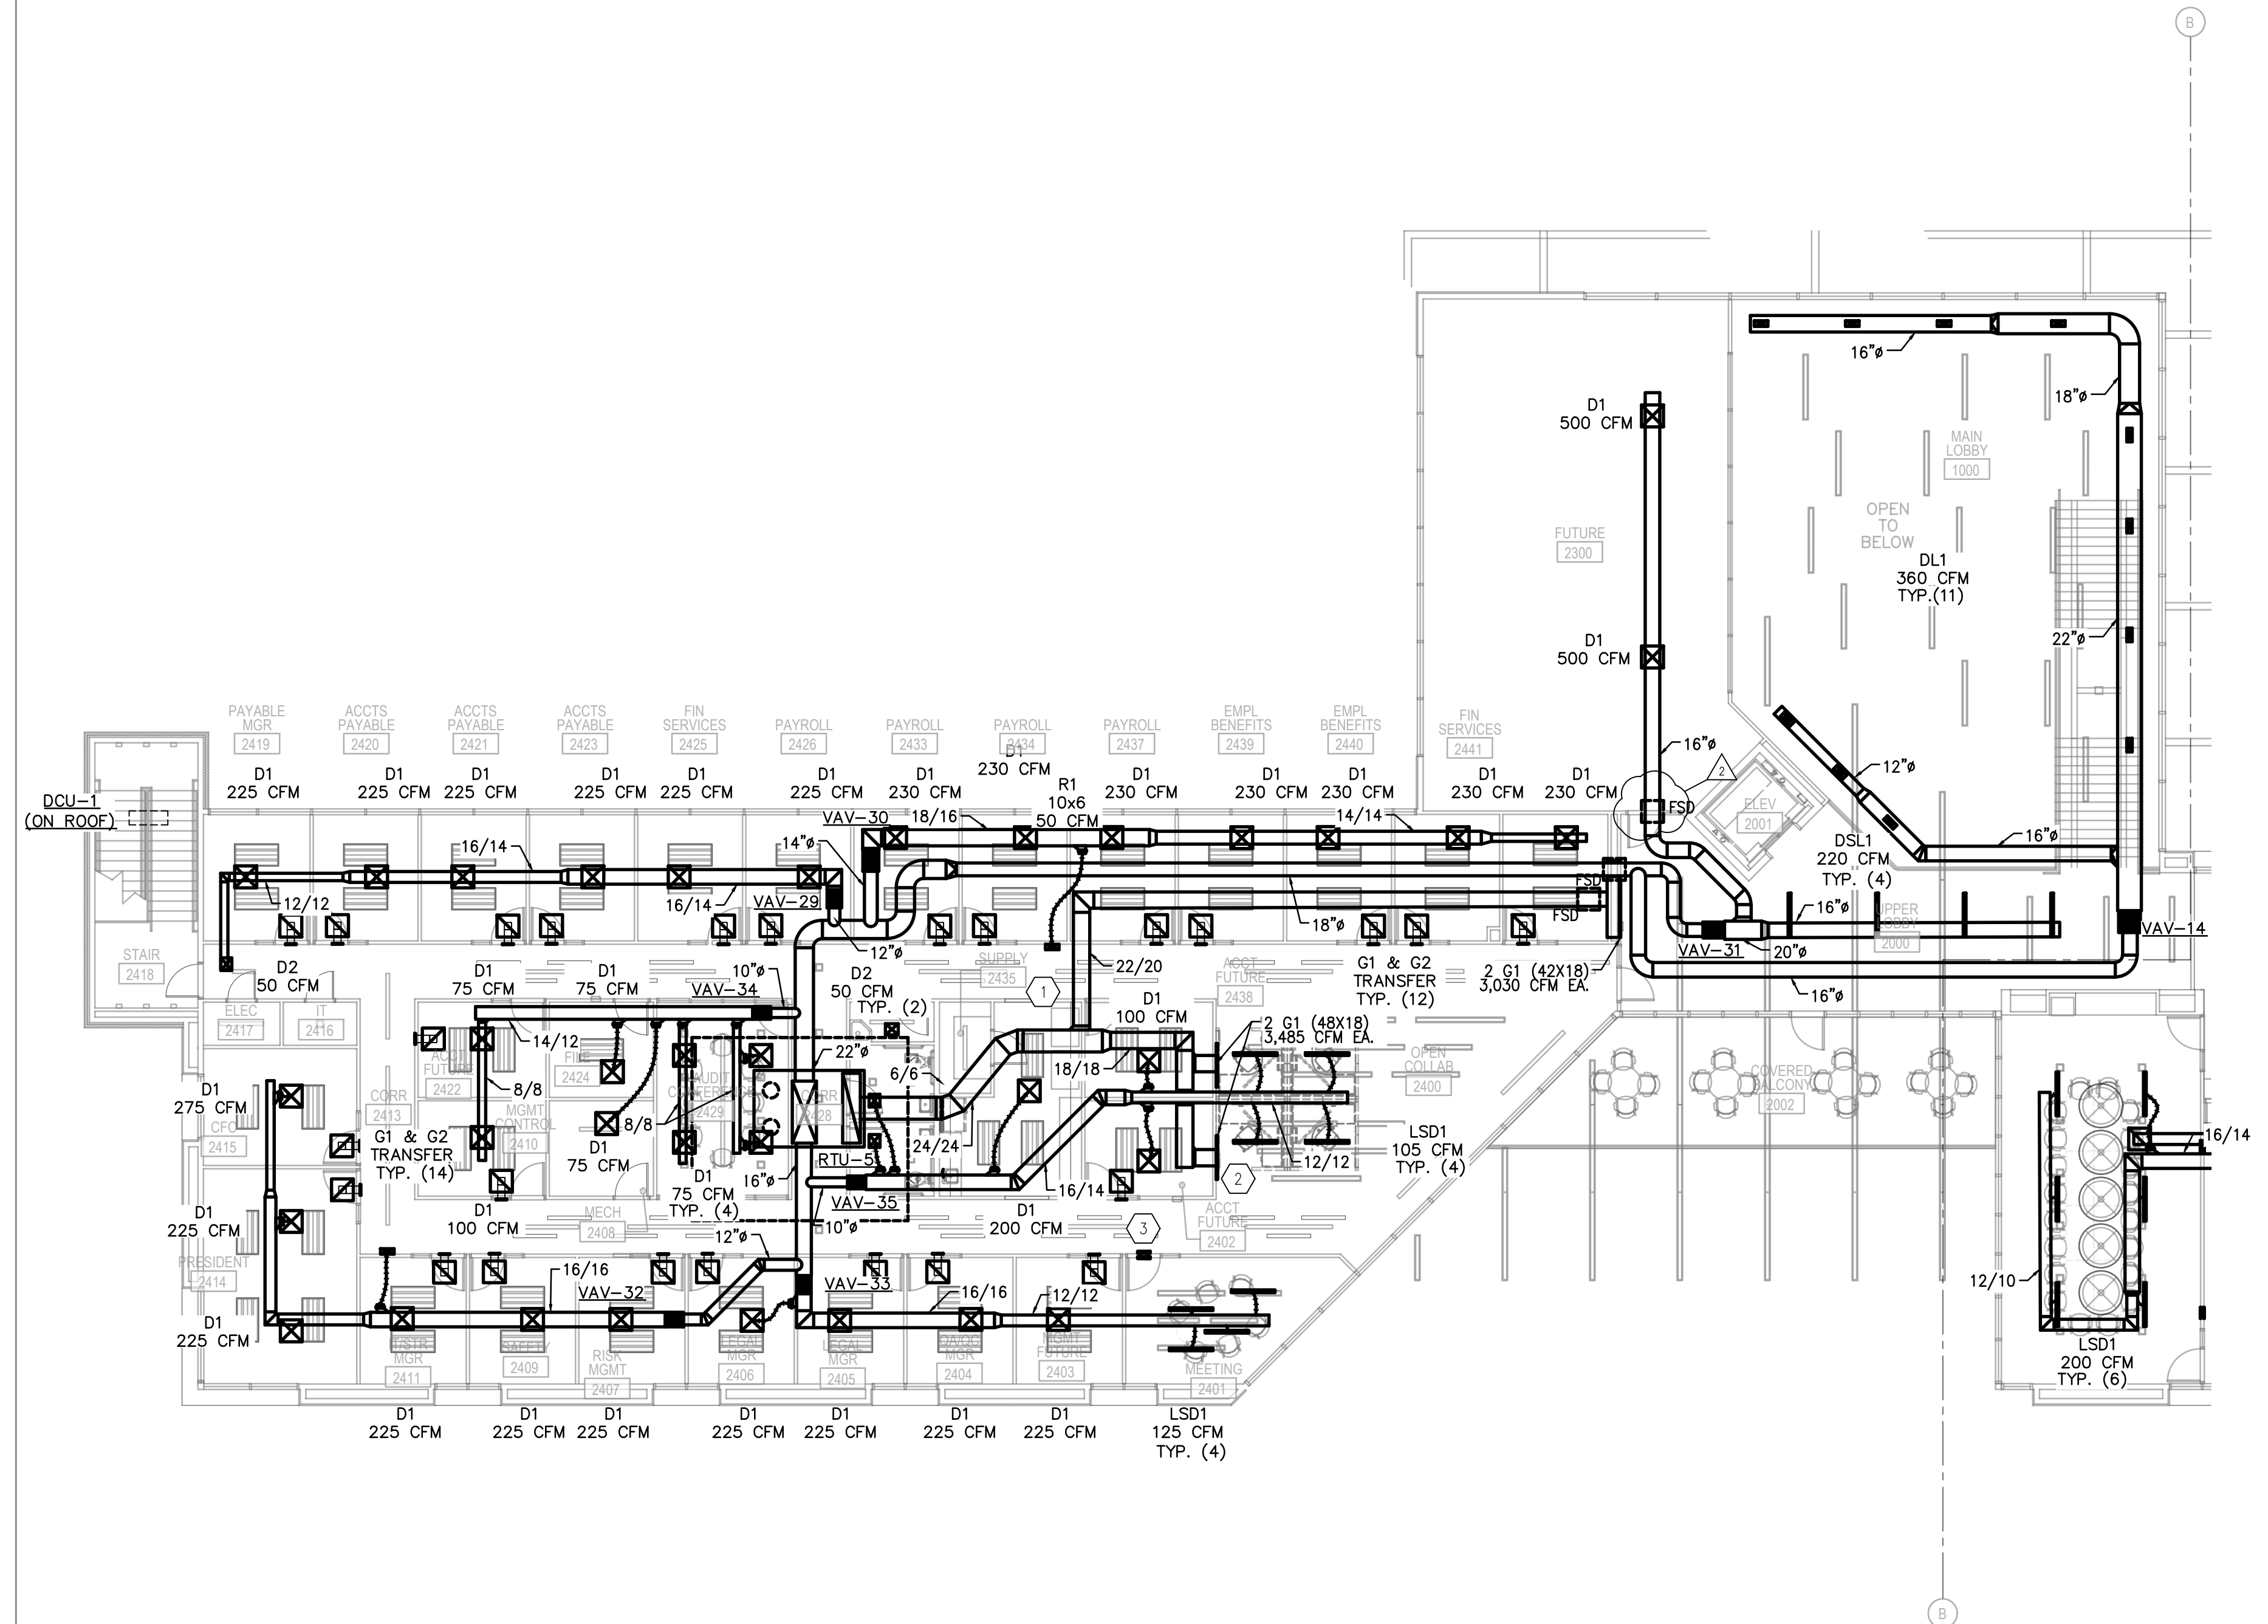 B
16"ø
18"ø
D1
500 CFM
MAIN
LOBBY
1000
OPEN
TO
BELOW
FUTURE
2300
DL1
360 CFM
TYP.(11)
22"ø
D1
500 CFM
PAYABLE
MGR
2419
ACCTS
PAYABLE
2420
ACCTS
PAYABLE
2421
ACCTS
PAYABLE
2423
FIN
SERVICES
2425
PAYROLL
2426
PAYROLL
2433
PAYROLL
2434
PAYROLL
2437
EMPL
BENEFITS
2439
EMPL
BENEFITS
2440
FIN
SERVICES
2441
16"ø
12"ø
2
D1
225 CFM
D1
225 CFM
D1
225 CFM
D1
225 CFM
D1
225 CFM
D1
225 CFM
D1
230 CFM
D1
230 CFM
R1
10x6
50 CFM
D1
230 CFM
D1
230 CFM
D1
230 CFM
D1
230 CFM
D1
230 CFM
DCU-1
(ON ROOF)
FSD
ELEV
2001
VAV-30
18/16
14/14
16/14
14"ø
DSL1
220 CFM
TYP. (4)
16"ø
12/12
16/14
VAV-29
FSD
FSD
18"ø
16"ø
UPPER
LOBBY
2000
VAV-14
12"ø
VAV-31
20"ø
STAIR
2418
D2
50 CFM
D1
75 CFM
D1
75 CFM
10"ø
VAV-34
D2
50 CFM
TYP. (2)
SUPPLY
2435
22/20
ACCT
FUTURE
2438
G1 & G2
TRANSFER
TYP. (12)
2 G1 (42X18)
3,030 CFM EA.
16"ø
1
ELEC
2417
IT
2416
D1
100 CFM
2 G1 (48X18)
3,485 CFM EA.
14/12
22"ø
ACCT
FUTURE
2422
FILE
2424
8/8
6/6
18/18
OPEN
COLLAB
2400
COVERED
BALCONY
2002
AUDIT
CONFERENCE
2429
CORR
2428
D1
275 CFM
CFO
2415
CORR
2413
MGMT
CONTROL
2410
8/8
24/24
G1 & G2
TRANSFER
TYP. (14)
D1
75 CFM
RTU-5
LSD1
105 CFM
TYP. (4)
12/12
16/14
16/14
D1
75 CFM
TYP. (4)
16"ø
VAV-35
10"ø
2
D1
225 CFM
D1
100 CFM
MECH
2408
D1
200 CFM
3
ACCT
FUTURE
2402
12"ø
PRESIDENT
2414
16/16
VAV-32
VAV-33
16/16
12/12
12/10
D1
225 CFM
MGR
2411
SAFETY
2409
RISK
MGMT
2407
LEGAL
MGR
2406
LEGAL
MGR
2405
MGR
2404
MGMT
FUTURE
2403
MEETING
2401
LSD1
200 CFM
TYP. (6)
D1
225 CFM
D1
225 CFM
D1
225 CFM
D1
225 CFM
D1
225 CFM
D1
225 CFM
D1
225 CFM
LSD1
125 CFM
TYP. (4)
B